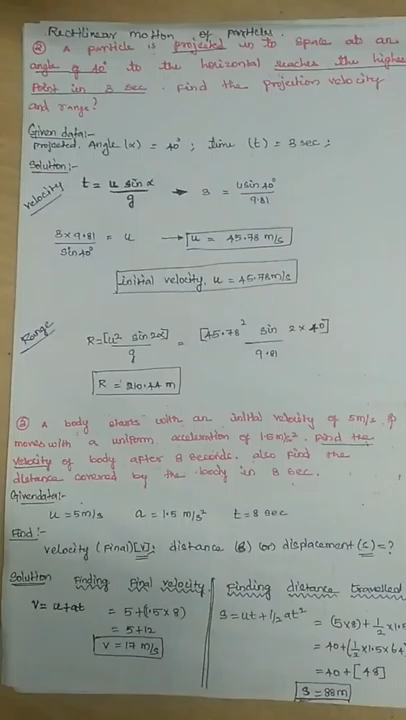 Rectilinear motion of particles.
② A particle is projected in to space at an
angle of 40° to the horizontal reaches the highest
point in 3 sec. Find the projection velocity
and range?
Given data:-
projected Angle (α) = 40° ; time (t) = 3 sec ;
Solution:-
velocity t = u sin α / g → 3 = u sin 40° / 9.81
3 × 9.81 / sin 40° = u → u = 45.78 m/s
initial velocity, u = 45.78 m/s
Range R = [u² sin 2α] / g = [45.78² sin 2 × 40°] / 9.81
R = 210.44 m
③ A body starts with an initial velocity of 5 m/s &
moves with a uniform acceleration of 1.5 m/s². Find the
velocity of body after 8 seconds. also find the
distance covered by the body in 8 sec.
Given data:-
u = 5 m/s a = 1.5 m/s² t = 8 sec
Find :-
velocity (Final) [v]; distance (S) (or) displacement (S) = ?
Solution Finding Final velocity.
v = u + at = 5 + (1.5 × 8)
= 5 + 12
v = 17 m/s
Finding distance travelled
S = ut + 1/2 at²
= (5 × 8) + 1/2 × 1.5
= 40 + (1/2 × 1.5 × 64
= 40 + [48]
S = 88 m